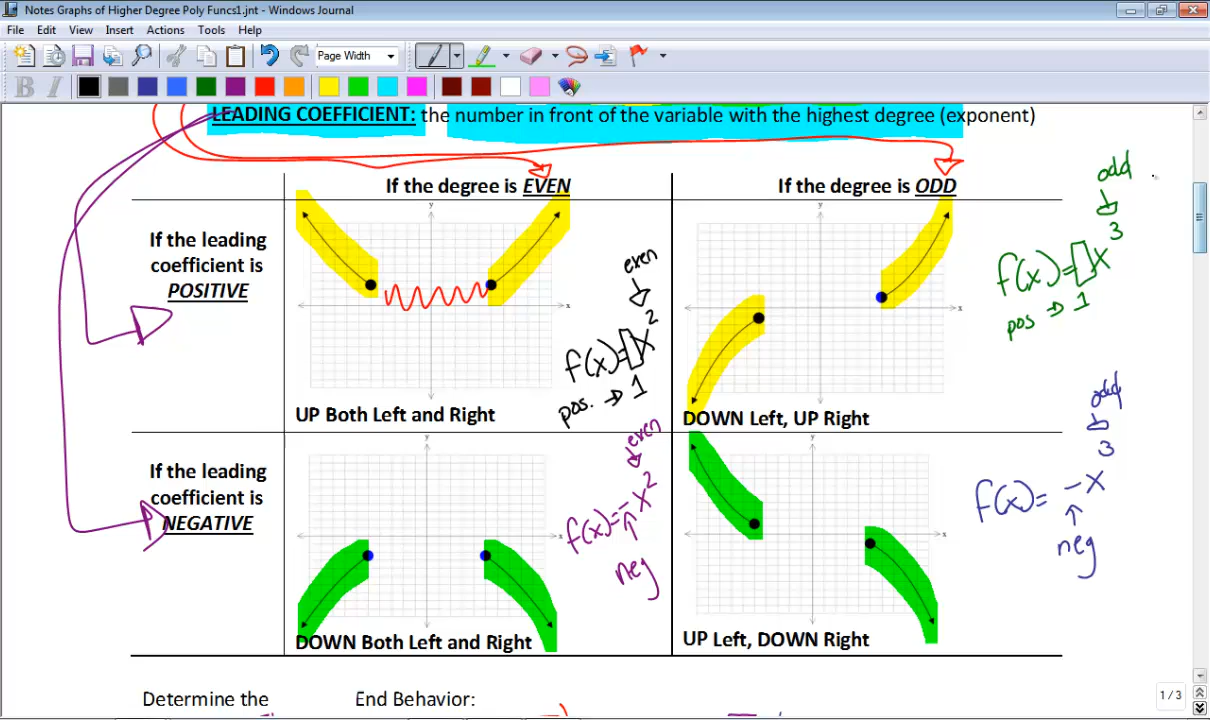 Notes Graphs of Higher Degree Poly Funcs1.jnt - Windows Journal
File Edit View Insert Actions Tools Help
Page Width
B I
LEADING COEFFICIENT: the number in front of the variable with the highest degree (exponent)
If the degree is EVEN
If the degree is ODD
If the leading
coefficient is
POSITIVE
y
x
even
f(x)=x²
pos. → 1
UP Both Left and Right
y
x
odd
f(x)=x³
pos → 1
DOWN Left, UP Right
If the leading
coefficient is
NEGATIVE
y
x
even
f(x)=-x²
neg
DOWN Both Left and Right
y
x
odd
f(x)= -x³
neg
UP Left, DOWN Right
Determine the
End Behavior:
1 / 3